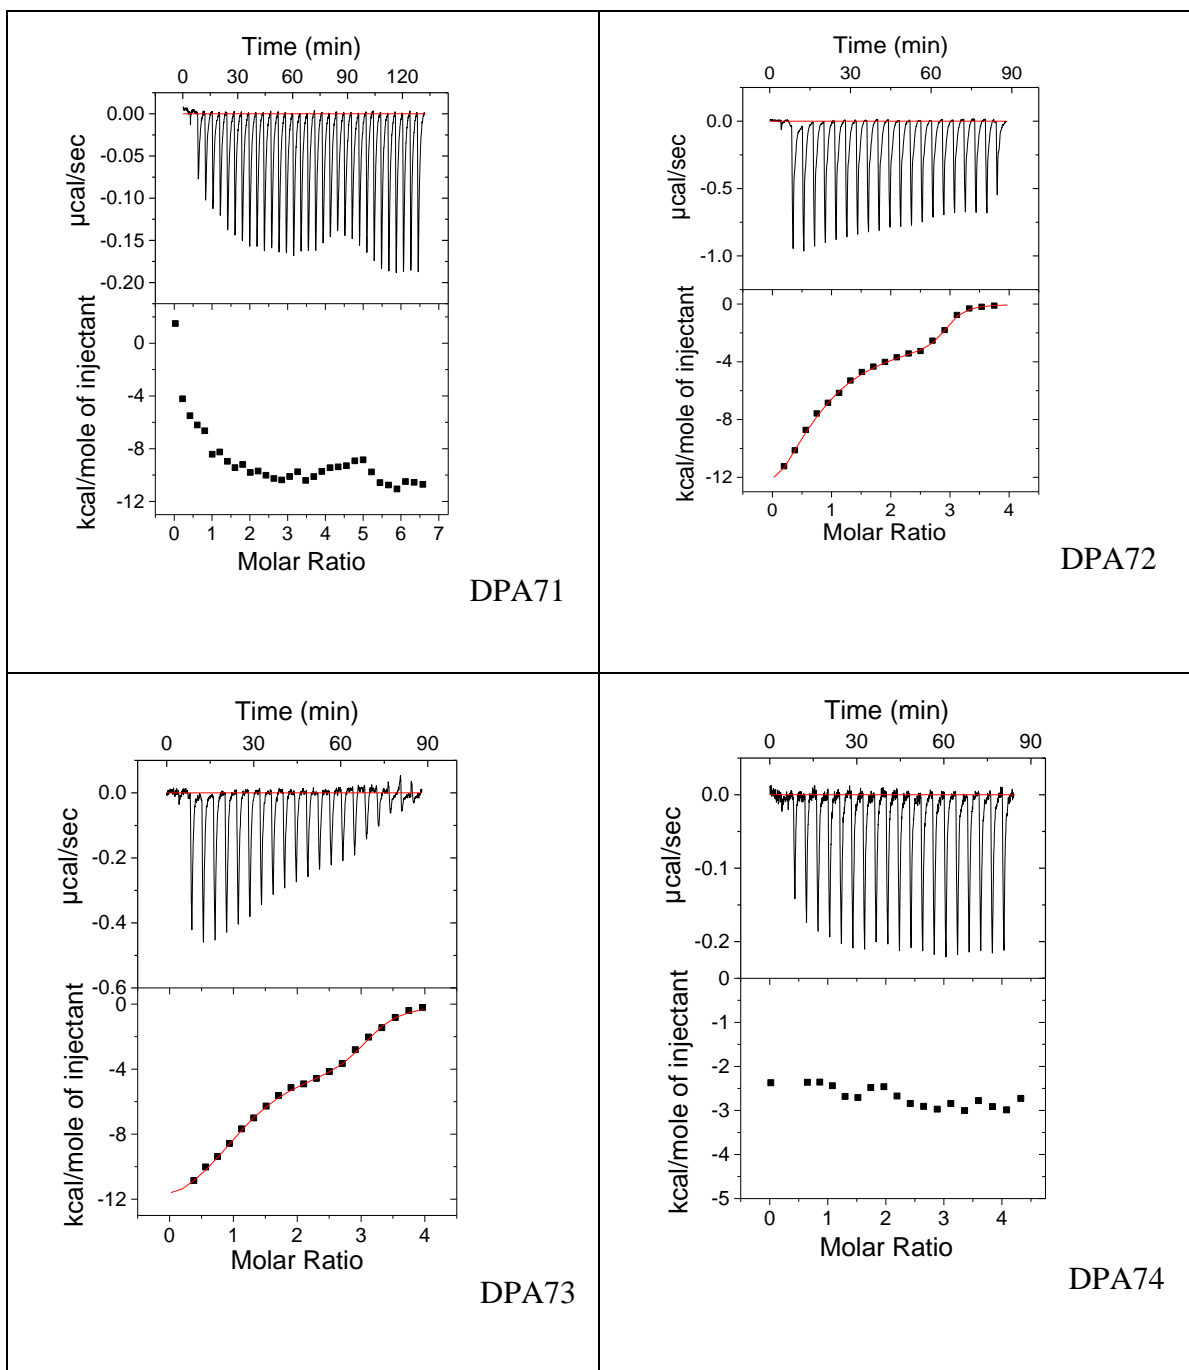 Time (min)
0 30 60 90 120
0.00
-0.05
-0.10
-0.15
-0.20
µcal/sec
0
-4
-8
-12
kcal/mole of injectant
0 1 2 3 4 5 6 7
Molar Ratio
DPA71
Time (min)
0 30 60 90
0.0
-0.5
-1.0
µcal/sec
0
-4
-8
-12
kcal/mole of injectant
0 1 2 3 4
Molar Ratio
DPA72
Time (min)
0 30 60 90
0.0
-0.2
-0.4
-0.6
µcal/sec
0
-4
-8
-12
kcal/mole of injectant
0 1 2 3 4
Molar Ratio
DPA73
Time (min)
0 30 60 90
0.0
-0.1
-0.2
µcal/sec
0
-1
-2
-3
-4
-5
kcal/mole of injectant
0 1 2 3 4
Molar Ratio
DPA74